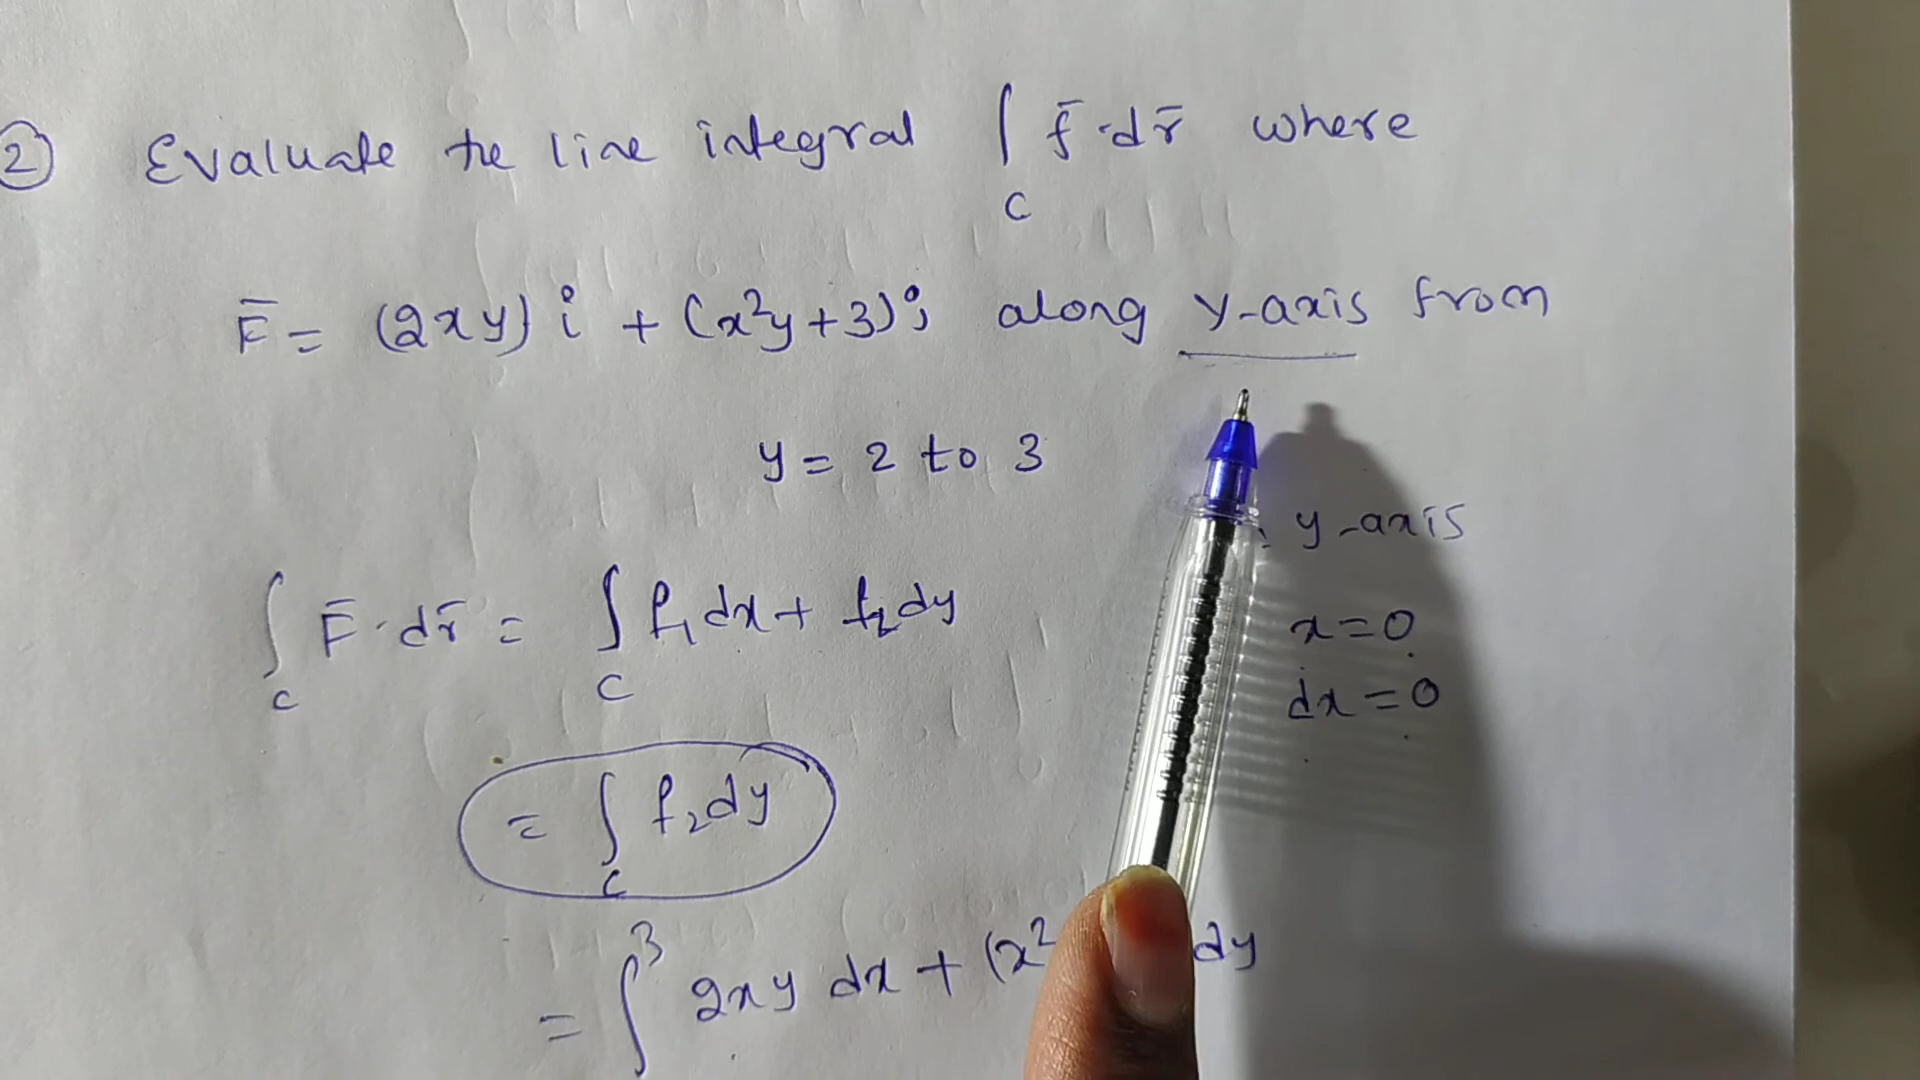 ② Evaluate the line integral ∫_C f̄·dr̄ where
F̄ = (2xy) i + (x²y+3) j along y-axis from
y = 2 to 3
y-axis
∫_C F̄·dr̄ = ∫_C f₁dx + f₂dy
x = 0
dx = 0
= ∫_C f₂dy
= ∫³ 2xy dx + (x² dy